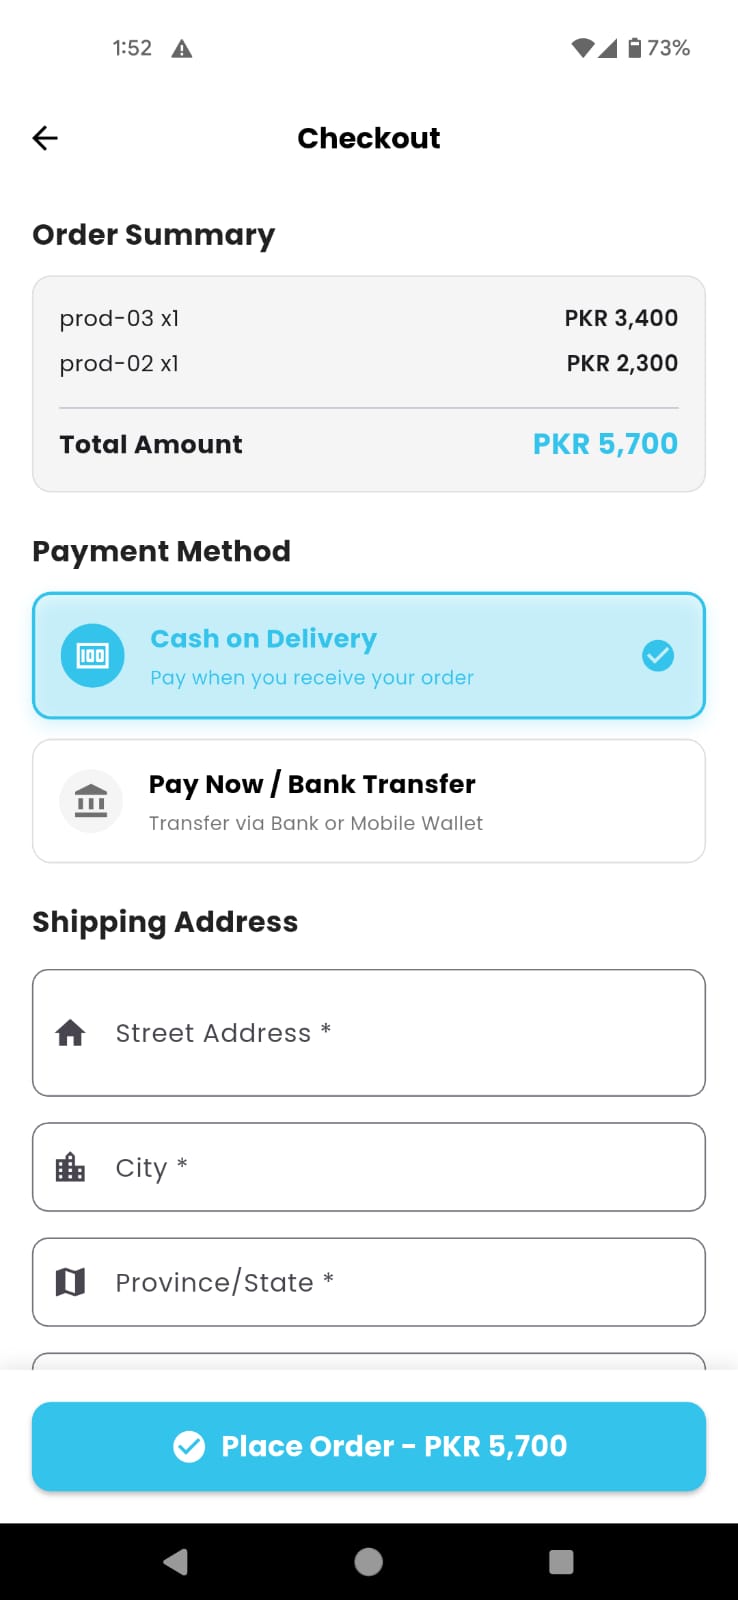 1:52
73%
Checkout
Order Summary
prod-03 x1 PKR 3,400
prod-02 x1 PKR 2,300
Total Amount PKR 5,700
Payment Method
100 Cash on Delivery
Pay when you receive your order
Pay Now / Bank Transfer
Transfer via Bank or Mobile Wallet
Shipping Address
Street Address *
City *
Province/State *
Place Order - PKR 5,700